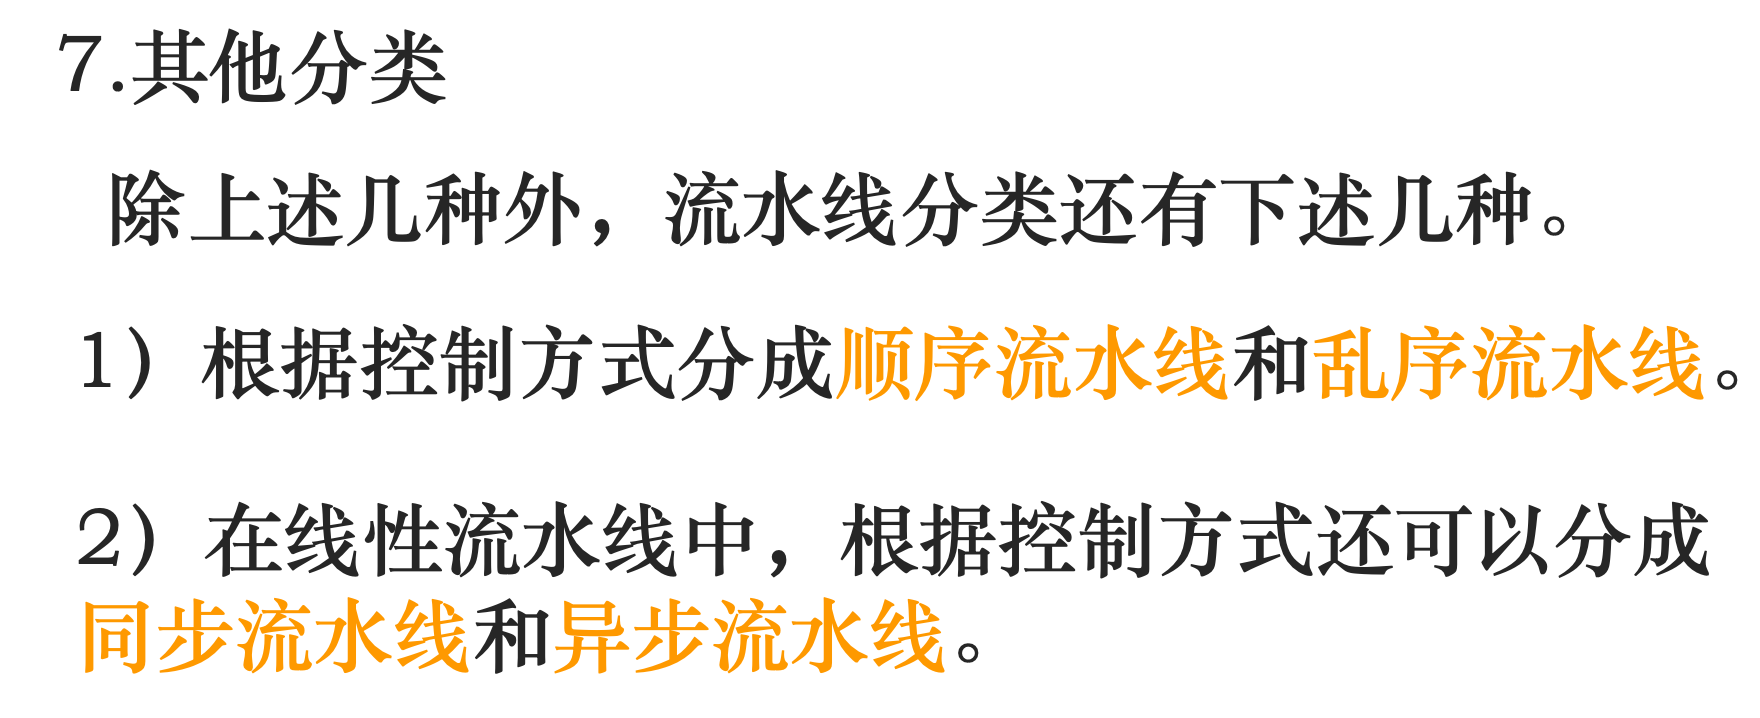 7.其他分类
除上述几种外，流水线分类还有下述几种。
1）根据控制方式分成顺序流水线和乱序流水线。
2）在线性流水线中，根据控制方式还可以分成
同步流水线和异步流水线。